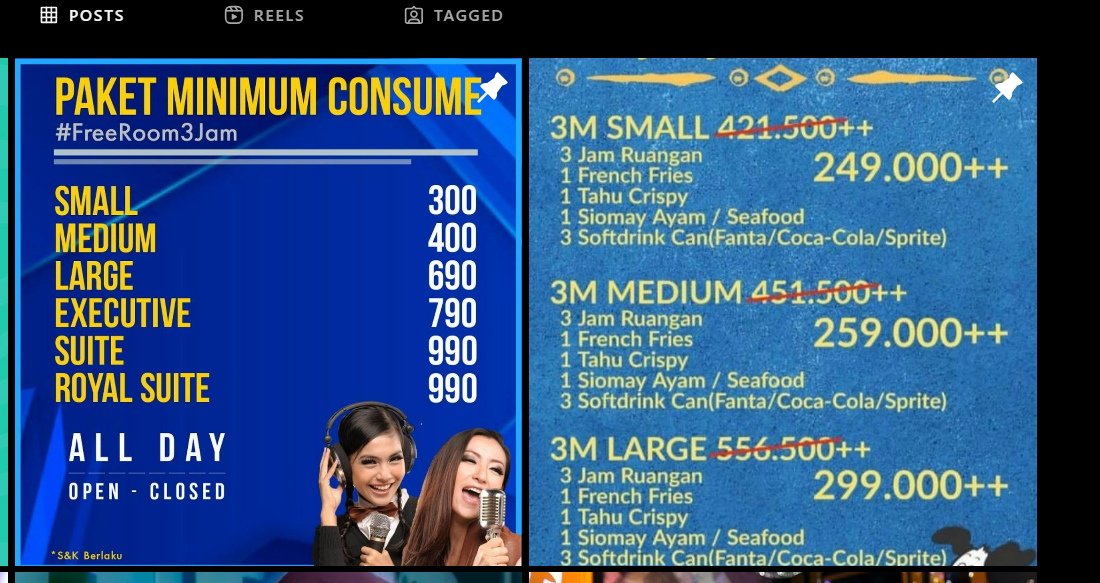 POSTS
REELS
TAGGED
PAKET MINIMUM CONSUME
#FreeRoom3Jam
SMALL 300
MEDIUM 400
LARGE 690
EXECUTIVE 790
SUITE 990
ROYAL SUITE 990
ALL DAY
OPEN - CLOSED
*S&K Berlaku
3M SMALL 421.500++
3 Jam Ruangan
249.000++
1 French Fries
1 Tahu Crispy
1 Siomay Ayam / Seafood
3 Softdrink Can(Fanta/Coca-Cola/Sprite)
3M MEDIUM 451.500++
3 Jam Ruangan
259.000++
1 French Fries
1 Tahu Crispy
1 Siomay Ayam / Seafood
3 Softdrink Can(Fanta/Coca-Cola/Sprite)
3M LARGE 556.500++
3 Jam Ruangan
299.000++
1 French Fries
1 Tahu Crispy
1 Siomay Ayam / Seafood
3 Softdrink Can(Fanta/Coca-Cola/Sprite)